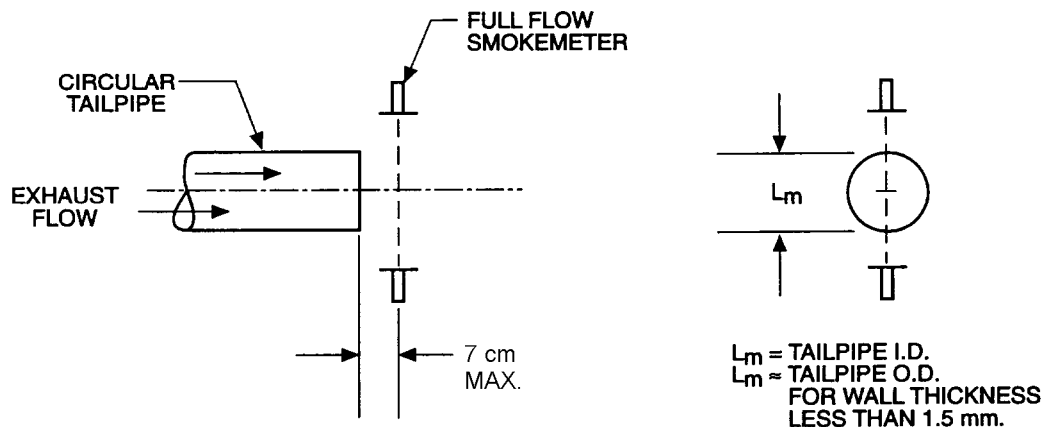 FULL FLOW
SMOKEMETER
CIRCULAR
TAILPIPE
EXHAUST
FLOW
Lm
7 cm
MAX.
Lm = TAILPIPE I.D.
Lm ≈ TAILPIPE O.D.
FOR WALL THICKNESS
LESS THAN 1.5 mm.